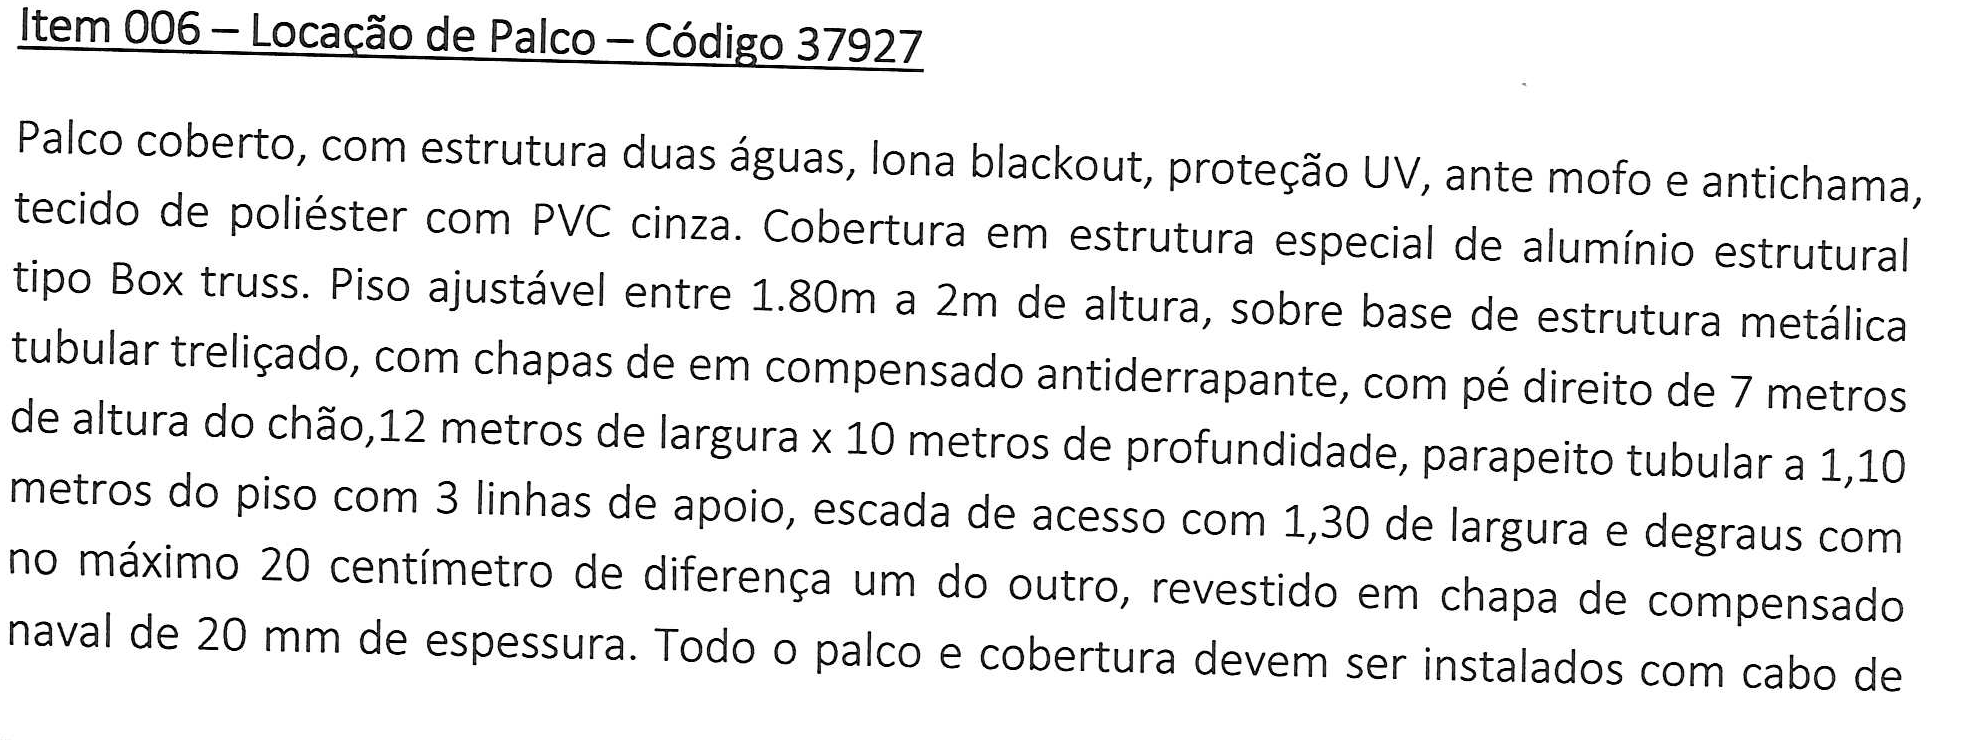 Item 006 – Locação de Palco – Código 37927
Palco coberto, com estrutura duas águas, lona blackout, proteção UV, ante mofo e antichama,
tecido de poliéster com PVC cinza. Cobertura em estrutura especial de alumínio estrutural
tipo Box truss. Piso ajustável entre 1.80m a 2m de altura, sobre base de estrutura metálica
tubular treliçado, com chapas de em compensado antiderrapante, com pé direito de 7 metros
de altura do chão,12 metros de largura x 10 metros de profundidade, parapeito tubular a 1,10
metros do piso com 3 linhas de apoio, escada de acesso com 1,30 de largura e degraus com
no máximo 20 centímetro de diferença um do outro, revestido em chapa de compensado
naval de 20 mm de espessura. Todo o palco e cobertura devem ser instalados com cabo de